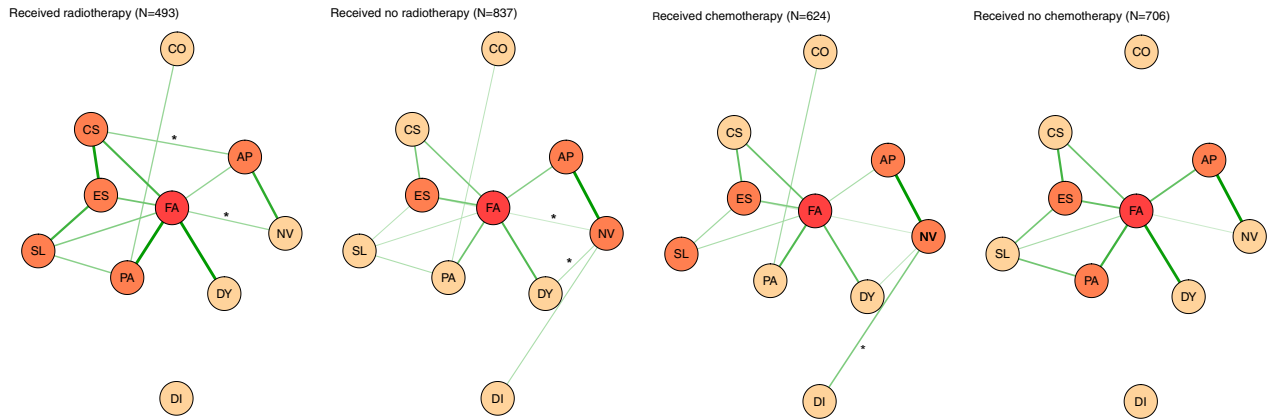 Received radiotherapy (N=493)
CO
CS
*
AP
ES
FA
*
NV
SL
PA
DY
DI
Received no radiotherapy (N=837)
CO
CS
AP
ES
FA
*
NV
SL
*
PA
DY
DI
Received chemotherapy (N=624)
CO
CS
AP
ES
FA
NV
SL
PA
DY
*
DI
Received no chemotherapy (N=706)
CO
CS
AP
ES
FA
NV
SL
PA
DY
DI